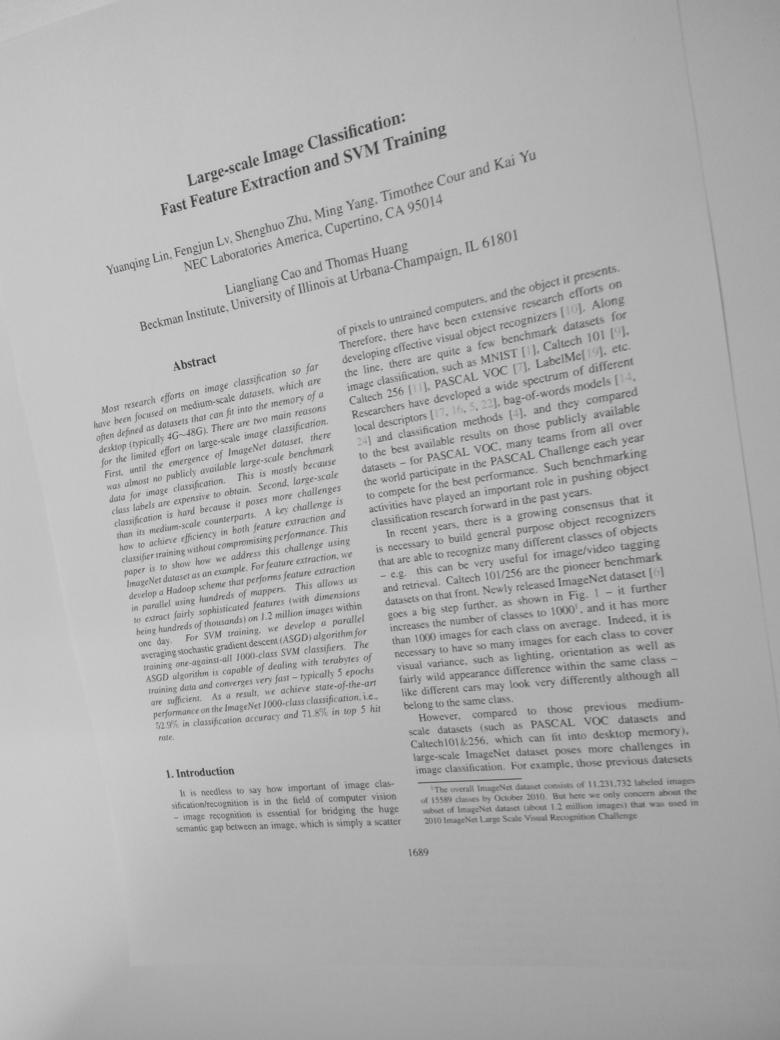 Large-scale Image Classification:
Fast Feature Extraction and SVM Training
Yuanqing Lin, Fengjun Lv, Shenghuo Zhu, Ming Yang, Timothee Cour and Kai Yu
NEC Laboratories America, Cupertino, CA 95014
Liangliang Cao and Thomas Huang
Beckman Institute, University of Illinois at Urbana-Champaign, IL 61801
Abstract
Most research efforts on image classification so far
have been focused on medium-scale datasets, which are
often defined as datasets that can fit into the memory of a
desktop (typically 4G~48G). There are two main reasons
for the limited effort on large-scale image classification.
First, until the emergence of ImageNet dataset, there
was almost no publicly available large-scale benchmark
data for image classification. This is mostly because
class labels are expensive to obtain. Second, large-scale
classification is hard because it poses more challenges
than its medium-scale counterparts. A key challenge is
how to achieve efficiency in both feature extraction and
classifier training without compromising performance. This
paper is to show how we address this challenge using
ImageNet dataset as an example. For feature extraction, we
develop a Hadoop scheme that performs feature extraction
in parallel using hundreds of mappers. This allows us
to extract fairly sophisticated features (with dimensions
being hundreds of thousands) on 1.2 million images within
one day. For SVM training, we develop a parallel
averaging stochastic gradient descent (ASGD) algorithm for
training one-against-all 1000-class SVM classifiers. The
ASGD algorithm is capable of dealing with terabytes of
training data and converges very fast – typically 5 epochs
are sufficient. As a result, we achieve state-of-the-art
performance on the ImageNet 1000-class classification, i.e.,
52.9% in classification accuracy and 71.8% in top 5 hit
rate.
1. Introduction
It is needless to say how important of image clas-
sification/recognition is in the field of computer vision
– image recognition is essential for bridging the huge
semantic gap between an image, which is simply a scatter
of pixels to untrained computers, and the object it presents.
Therefore, there have been extensive research efforts on
developing effective visual object recognizers [10]. Along
the line, there are quite a few benchmark datasets for
image classification, such as MNIST [1], Caltech 101 [9],
Caltech 256 [11], PASCAL VOC [7], LabelMe[19], etc.
Researchers have developed a wide spectrum of different
local descriptors [17, 16, 5, 22], bag-of-words models [14,
24] and classification methods [4], and they compared
to the best available results on those publicly available
datasets – for PASCAL VOC, many teams from all over
the world participate in the PASCAL Challenge each year
to compete for the best performance. Such benchmarking
activities have played an important role in pushing object
classification research forward in the past years.
In recent years, there is a growing consensus that it
is necessary to build general purpose object recognizers
that are able to recognize many different classes of objects
– e.g. this can be very useful for image/video tagging
and retrieval. Caltech 101/256 are the pioneer benchmark
datasets on that front. Newly released ImageNet dataset [6]
goes a big step further, as shown in Fig. 1 – it further
increases the number of classes to 1000¹, and it has more
than 1000 images for each class on average. Indeed, it is
necessary to have so many images for each class to cover
visual variance, such as lighting, orientation as well as
fairly wild appearance difference within the same class –
like different cars may look very differently although all
belong to the same class.
However, compared to those previous medium-
scale datasets (such as PASCAL VOC datasets and
Caltech101&256, which can fit into desktop memory),
large-scale ImageNet dataset poses more challenges in
image classification. For example, those previous datesets
¹The overall ImageNet dataset consists of 11,231,732 labeled images
of 15589 classes by October 2010. But here we only concern about the
subset of ImageNet dataset (about 1.2 million images) that was used in
2010 ImageNet Large Scale Visual Recognition Challenge
1689